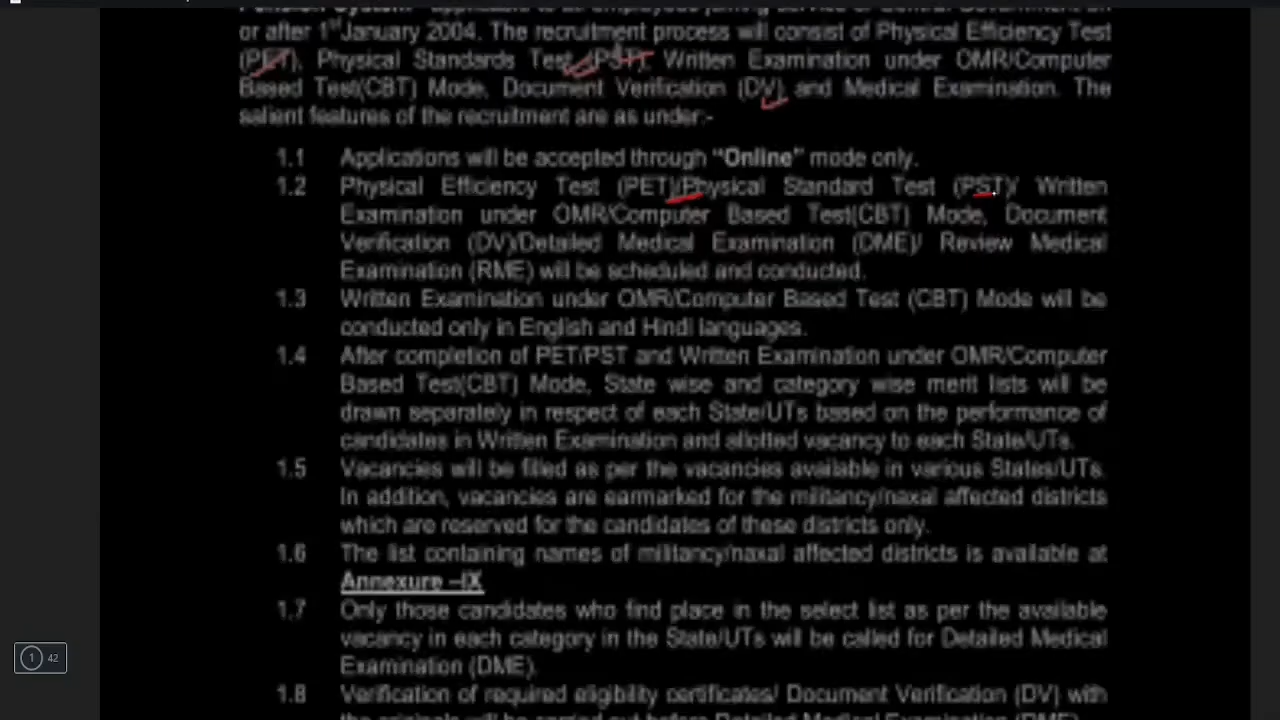 or after 1st January 2004. The recruitment process will consist of Physical Efficiency Test
(PET), Physical Standards Test (PST), Written Examination under OMR/Computer
Based Test(CBT) Mode, Document Verification (DV) and Medical Examination. The
salient features of the recruitment are as under:-
1.1 Applications will be accepted through "Online" mode only.
1.2 Physical Efficiency Test (PET)/Physical Standard Test (PST)/ Written
Examination under OMR/Computer Based Test(CBT) Mode, Document
Verification (DV)/Detailed Medical Examination (DME)/ Review Medical
Examination (RME) will be scheduled and conducted.
1.3 Written Examination under OMR/Computer Based Test (CBT) Mode will be
conducted only in English and Hindi languages.
1.4 After completion of PET/PST and Written Examination under OMR/Computer
Based Test(CBT) Mode, State wise and category wise merit lists will be
drawn separately in respect of each State/UTs based on the performance of
candidates in Written Examination and allotted vacancy to each State/UTs.
1.5 Vacancies will be filled as per the vacancies available in various States/UTs.
In addition, vacancies are earmarked for the militancy/naxal affected districts
which are reserved for the candidates of these districts only.
1.6 The list containing names of militancy/naxal affected districts is available at
Annexure –IX
1.7 Only those candidates who find place in the select list as per the available
vacancy in each category in the State/UTs will be called for Detailed Medical
Examination (DME).
1 42
1.8 Verification of required eligibility certificates/ Document Verification (DV) with